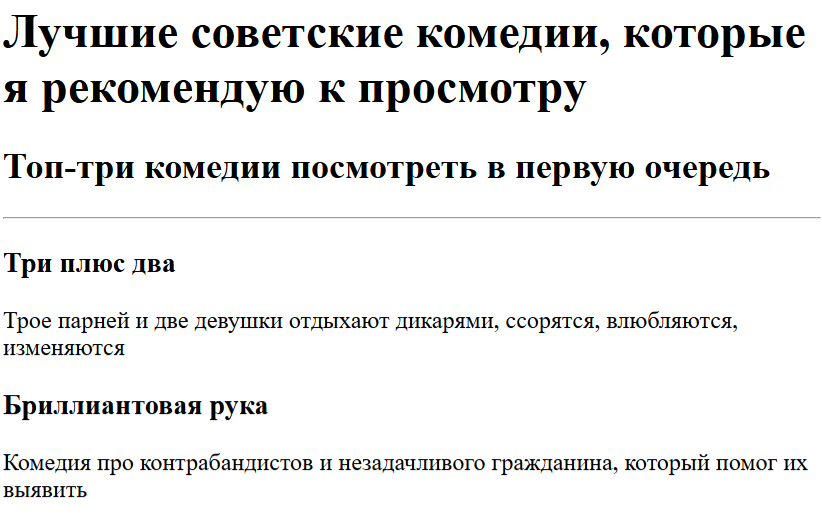 Лучшие советские комедии, которые
я рекомендую к просмотру
Топ-три комедии посмотреть в первую очередь
Три плюс два
Трое парней и две девушки отдыхают дикарями, ссорятся, влюбляются,
изменяются
Бриллиантовая рука
Комедия про контрабандистов и незадачливого гражданина, который помог их
выявить